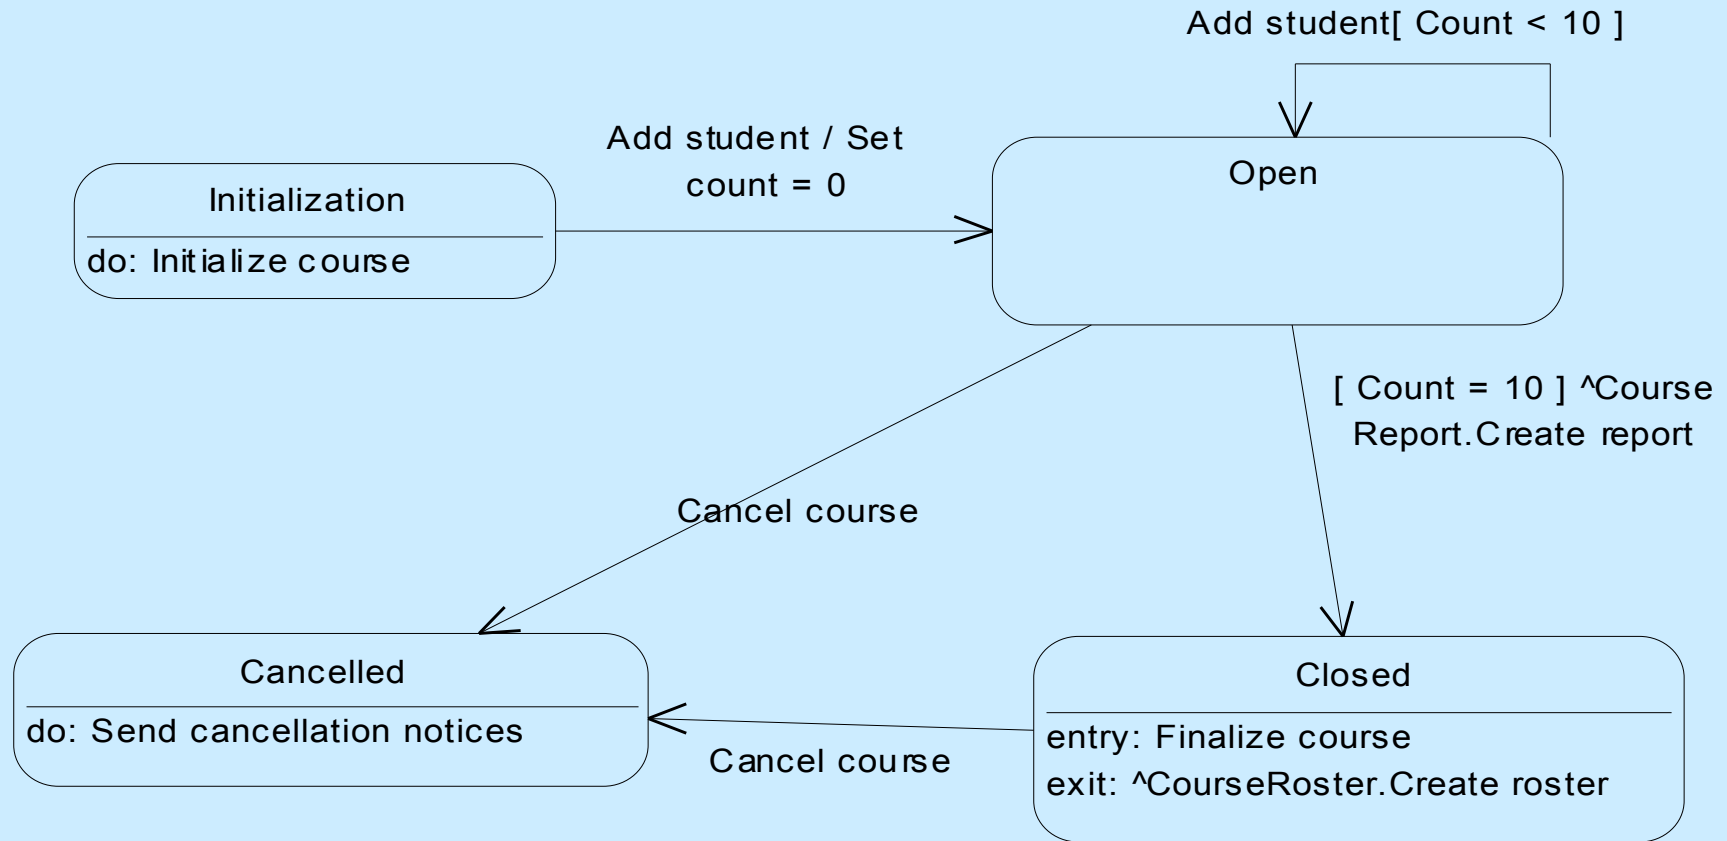 Add student[ Count < 10 ]
Add student / Set
count = 0
Open
Initialization
do: Initialize course
[ Count = 10 ] ^Course
Report.Create report
Cancel course
Cancelled
do: Send cancellation notices
Closed
entry: Finalize course
exit: ^CourseRoster.Create roster
Cancel course